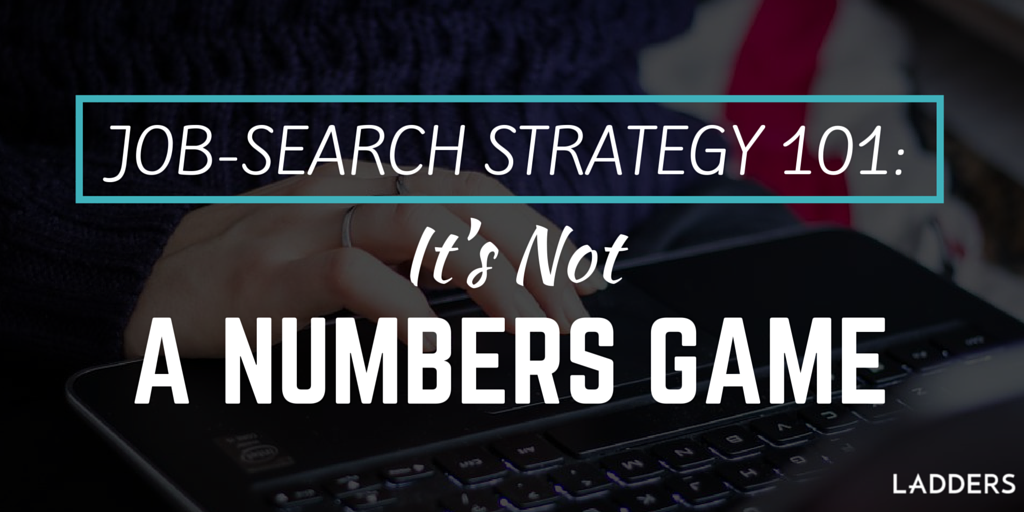 JOB-SEARCH STRATEGY 101:
It's Not
A NUMBERS GAME
LADDERS